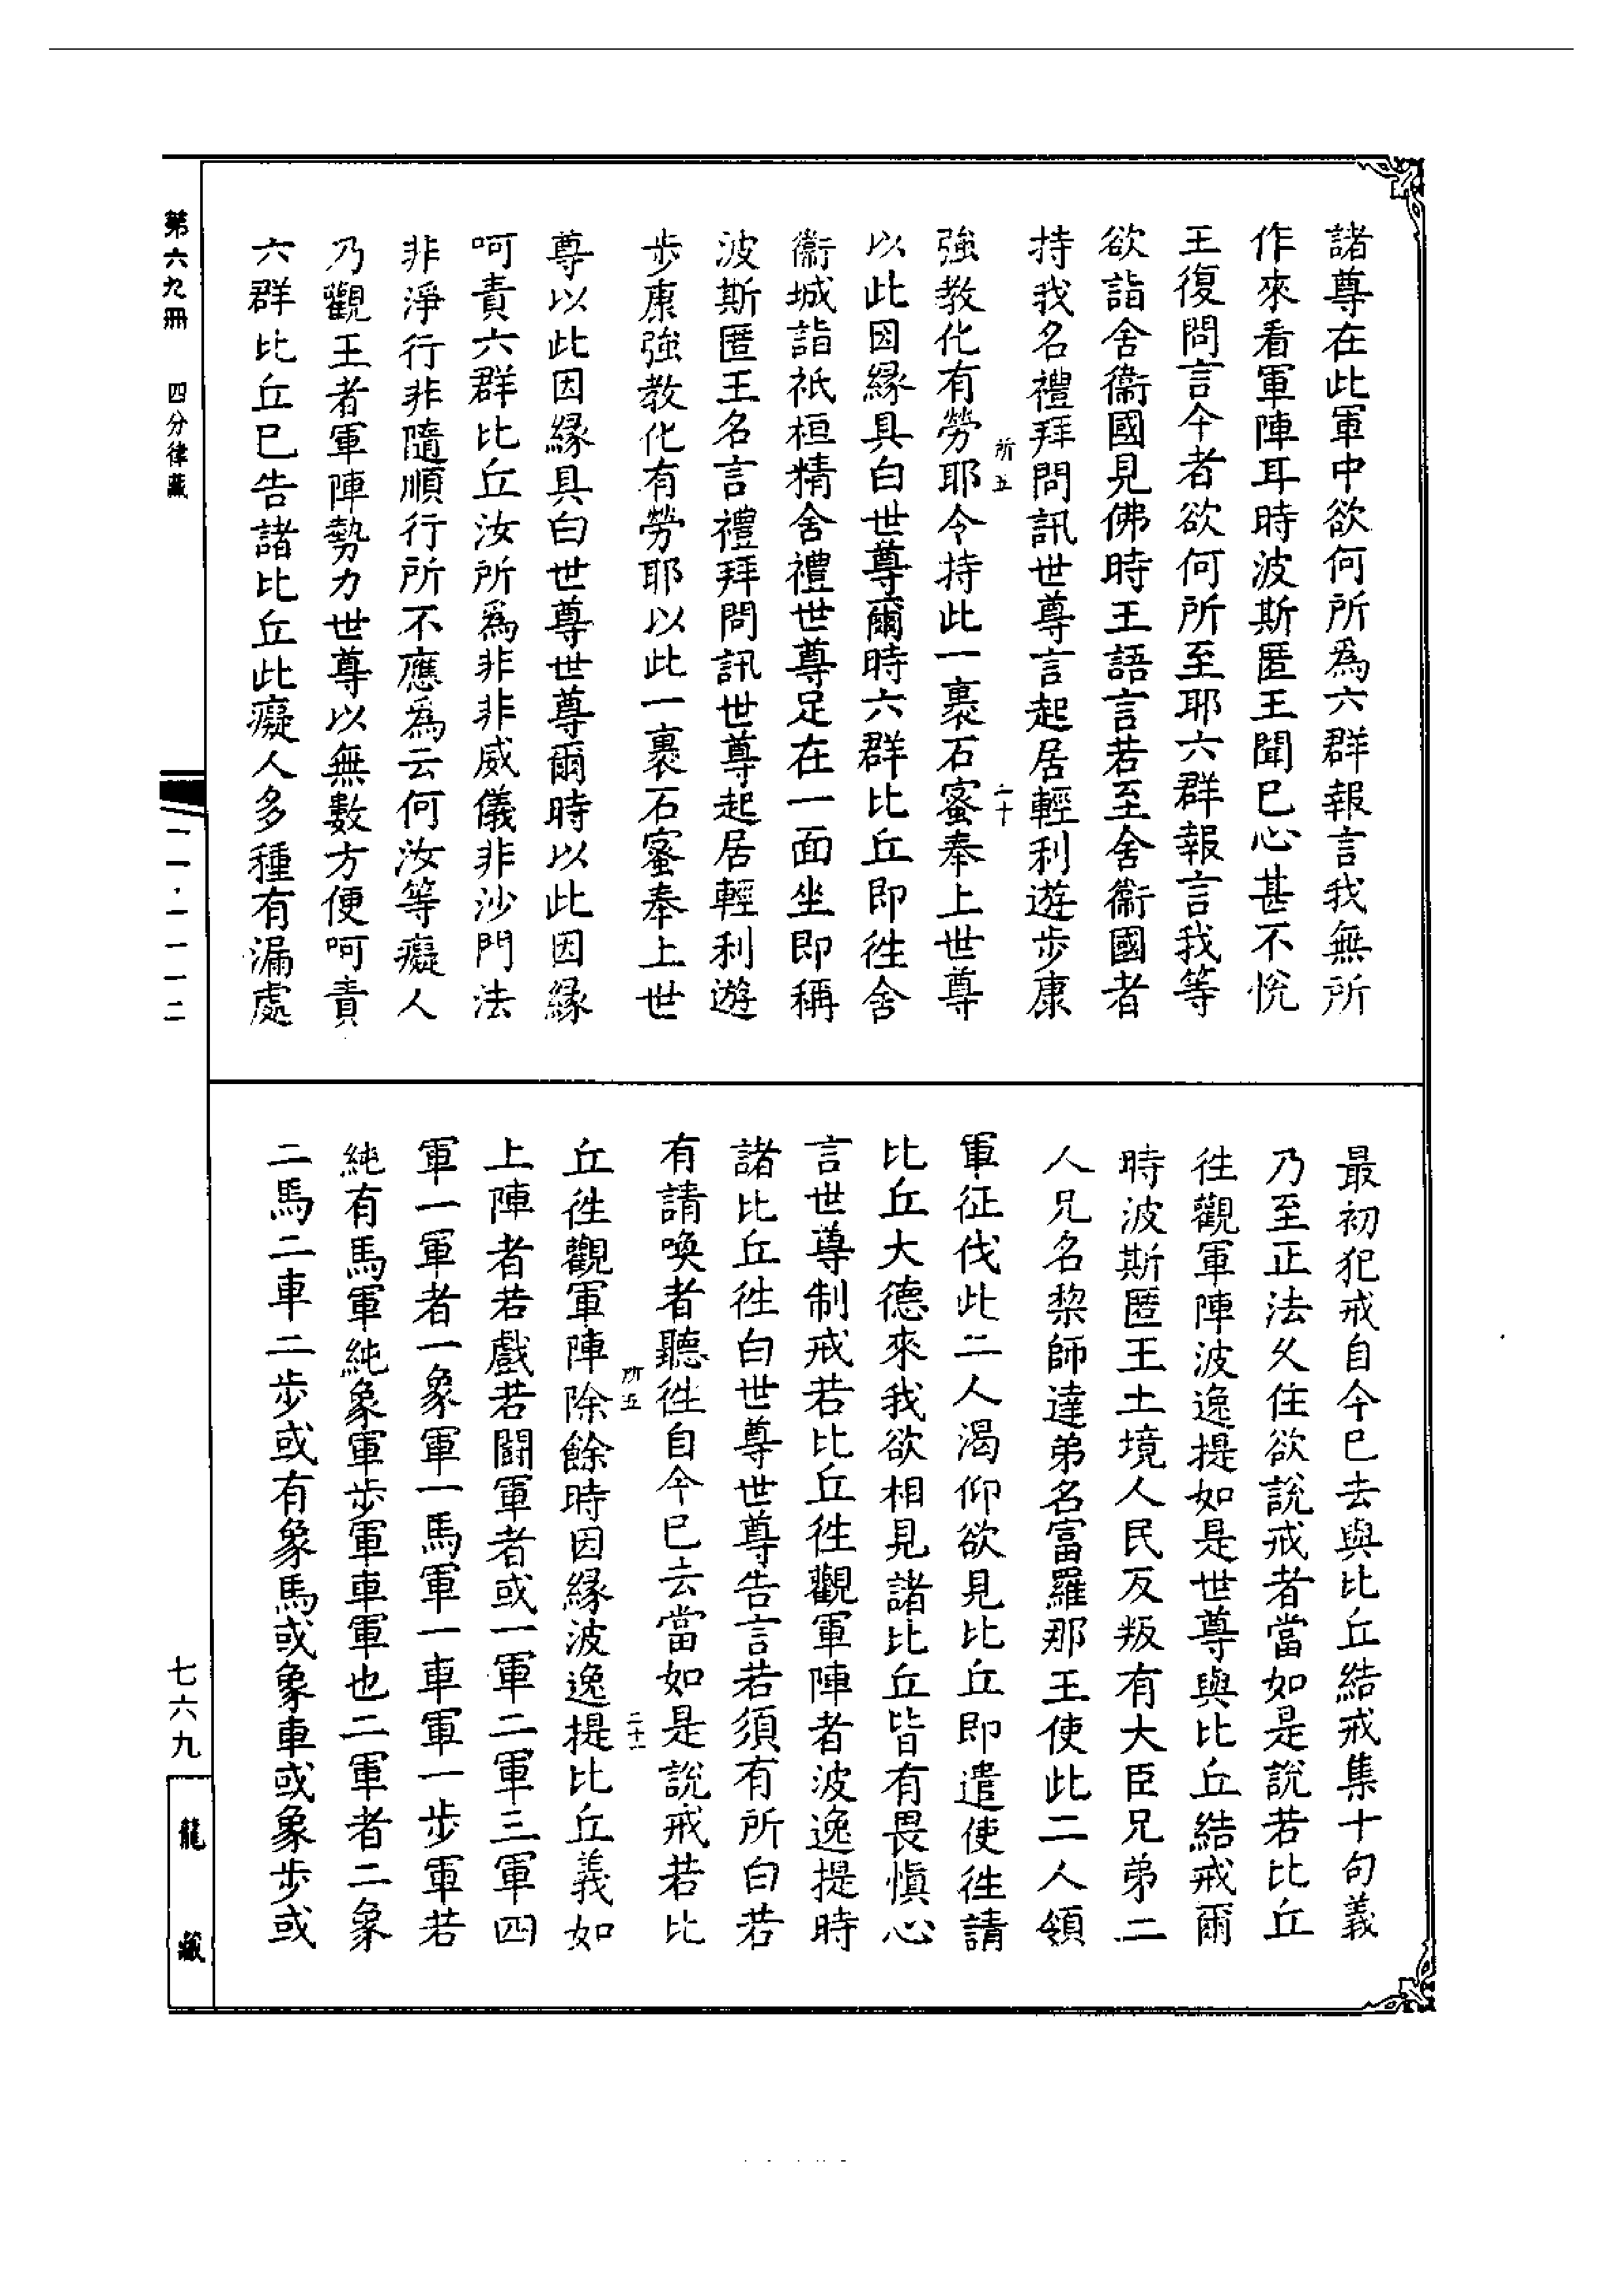 諸尊在此軍中欲何所為六群報言我無所
作來看軍陣耳時波斯匿王聞巳心甚不悅
王復問言今者欲何所至耶六群報言我等
欲詣舍衞國見佛時王語言若至舍衞國者
持我名禮拜問訊世尊言起居輕利遊步康
所五
二十
強教化有勞耶令持此一裹石蜜奉上世尊
以此因緣具白世尊爾時六群比丘即徃舍
衞城詣祇桓精舍禮世尊足在一面坐即稱
波斯匿王名言禮拜問訊世尊起居輕利遊
步康強教化有勞耶以此一裹石蜜奉上世
尊以此因緣具白世尊世尊爾時以此因緣
呵責六群比丘汝所爲非非威儀非沙門法
非淨行非隨順行所不應為云何汝等癡人
乃觀王者軍陣勢力世尊以無數方便呵責
六群比丘巳告諸比丘此癡人多種有漏處
最初犯戒自今巳去與比丘結戒集十句義
乃至正法久住欲說戒者當如是說若比丘
徃觀軍陣波逸提如是世尊與比丘結戒爾
時波斯匿王土境人民反叛有大臣兄弟二
人兄名黎師達弟名富羅那王使此二人領
軍征伐此二人渴仰欲見比丘即遣使徃請
比丘大德來我欲相見諸比丘皆有畏慎心
言世尊制戒若比丘徃觀軍陣者波逸提時
諸比丘徃白世尊世尊告言若須有所白若
有請喚者聽徃自今巳去當如是說戒若比
所五
二十一
丘徃觀軍陣除餘時因緣波逸提比丘義如
上陣者若戲若鬪軍者或一軍二軍三軍四
軍一軍者一象軍一馬軍一車軍一步軍若
純有馬軍純象軍步軍車軍也二軍者二象
二馬二車二步或有象馬或象車或象步或
第六九冊 四分律藏
一一·一一一二
七六九
龍藏